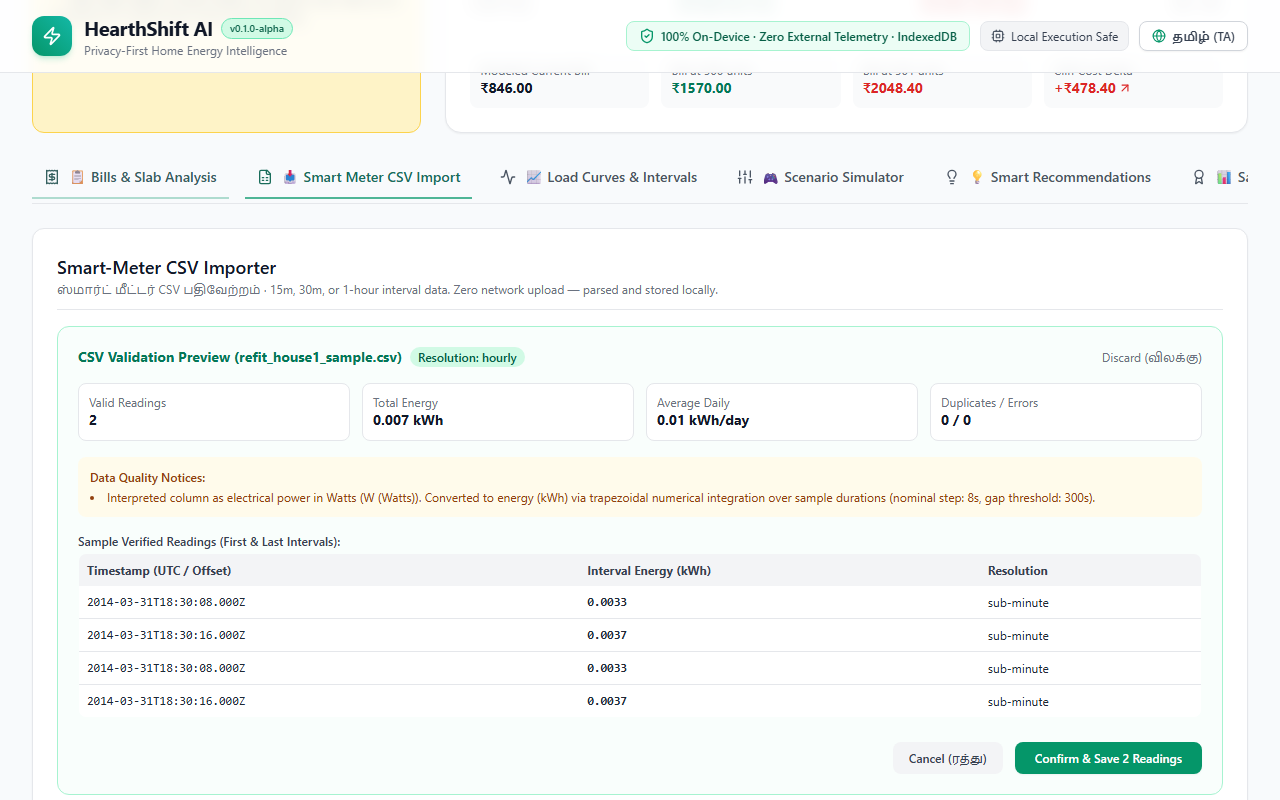 HearthShift AI v0.1.0-alpha
Privacy-First Home Energy Intelligence
100% On-Device · Zero External Telemetry · IndexedDB
Local Execution Safe
தமிழ் (TA)
₹846.00
₹1570.00
₹2048.40
+₹478.40
Bills & Slab Analysis
Smart Meter CSV Import
Load Curves & Intervals
Scenario Simulator
Smart Recommendations
Smart-Meter CSV Importer
ஸ்மார்ட் மீட்டர் CSV பதிவேற்றம் · 15m, 30m, or 1-hour interval data. Zero network upload — parsed and stored locally.
CSV Validation Preview (refit_house1_sample.csv) Resolution: hourly
Discard (விலக்கு)
Valid Readings
2
Total Energy
0.007 kWh
Average Daily
0.01 kWh/day
Duplicates / Errors
0 / 0
Data Quality Notices:
• Interpreted column as electrical power in Watts (W (Watts)). Converted to energy (kWh) via trapezoidal numerical integration over sample durations (nominal step: 8s, gap threshold: 300s).
Sample Verified Readings (First & Last Intervals):
Timestamp (UTC / Offset) Interval Energy (kWh) Resolution
2014-03-31T18:30:08.000Z 0.0033 sub-minute
2014-03-31T18:30:16.000Z 0.0037 sub-minute
2014-03-31T18:30:08.000Z 0.0033 sub-minute
2014-03-31T18:30:16.000Z 0.0037 sub-minute
Cancel (ரத்து)
Confirm & Save 2 Readings